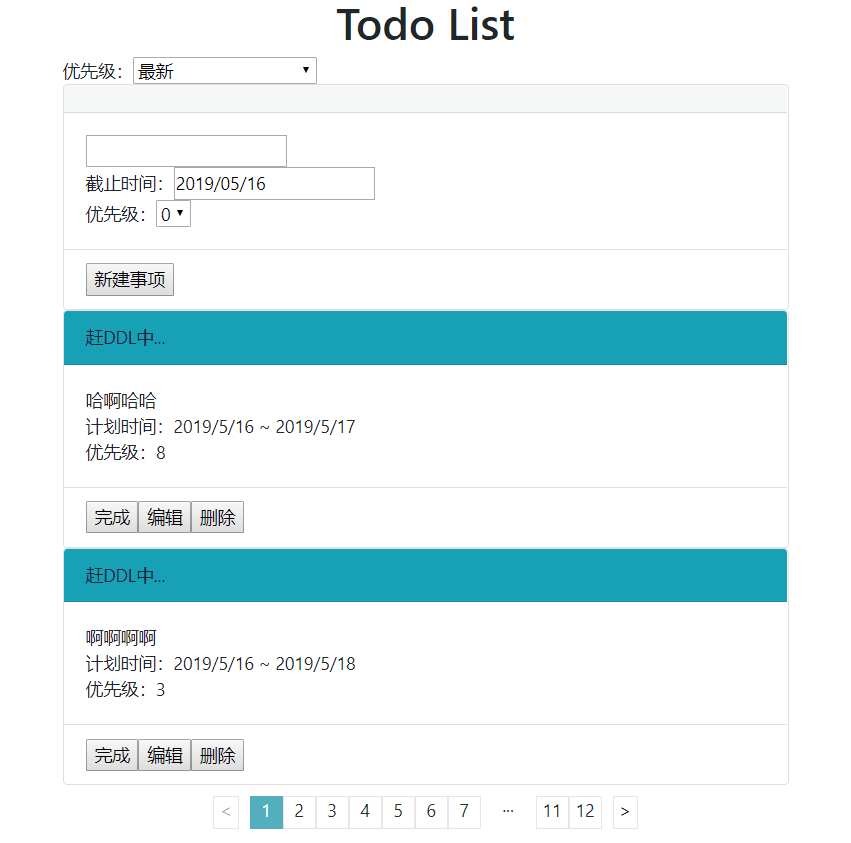 Todo List
优先级：最新
截止时间：2019/05/16
优先级：0
新建事项
赶DDL中...
哈啊哈哈
计划时间：2019/5/16 ~ 2019/5/17
优先级：8
完成 编辑 删除
赶DDL中...
啊啊啊啊
计划时间：2019/5/16 ~ 2019/5/18
优先级：3
完成 编辑 删除
< 1 2 3 4 5 6 7 ... 11 12 >